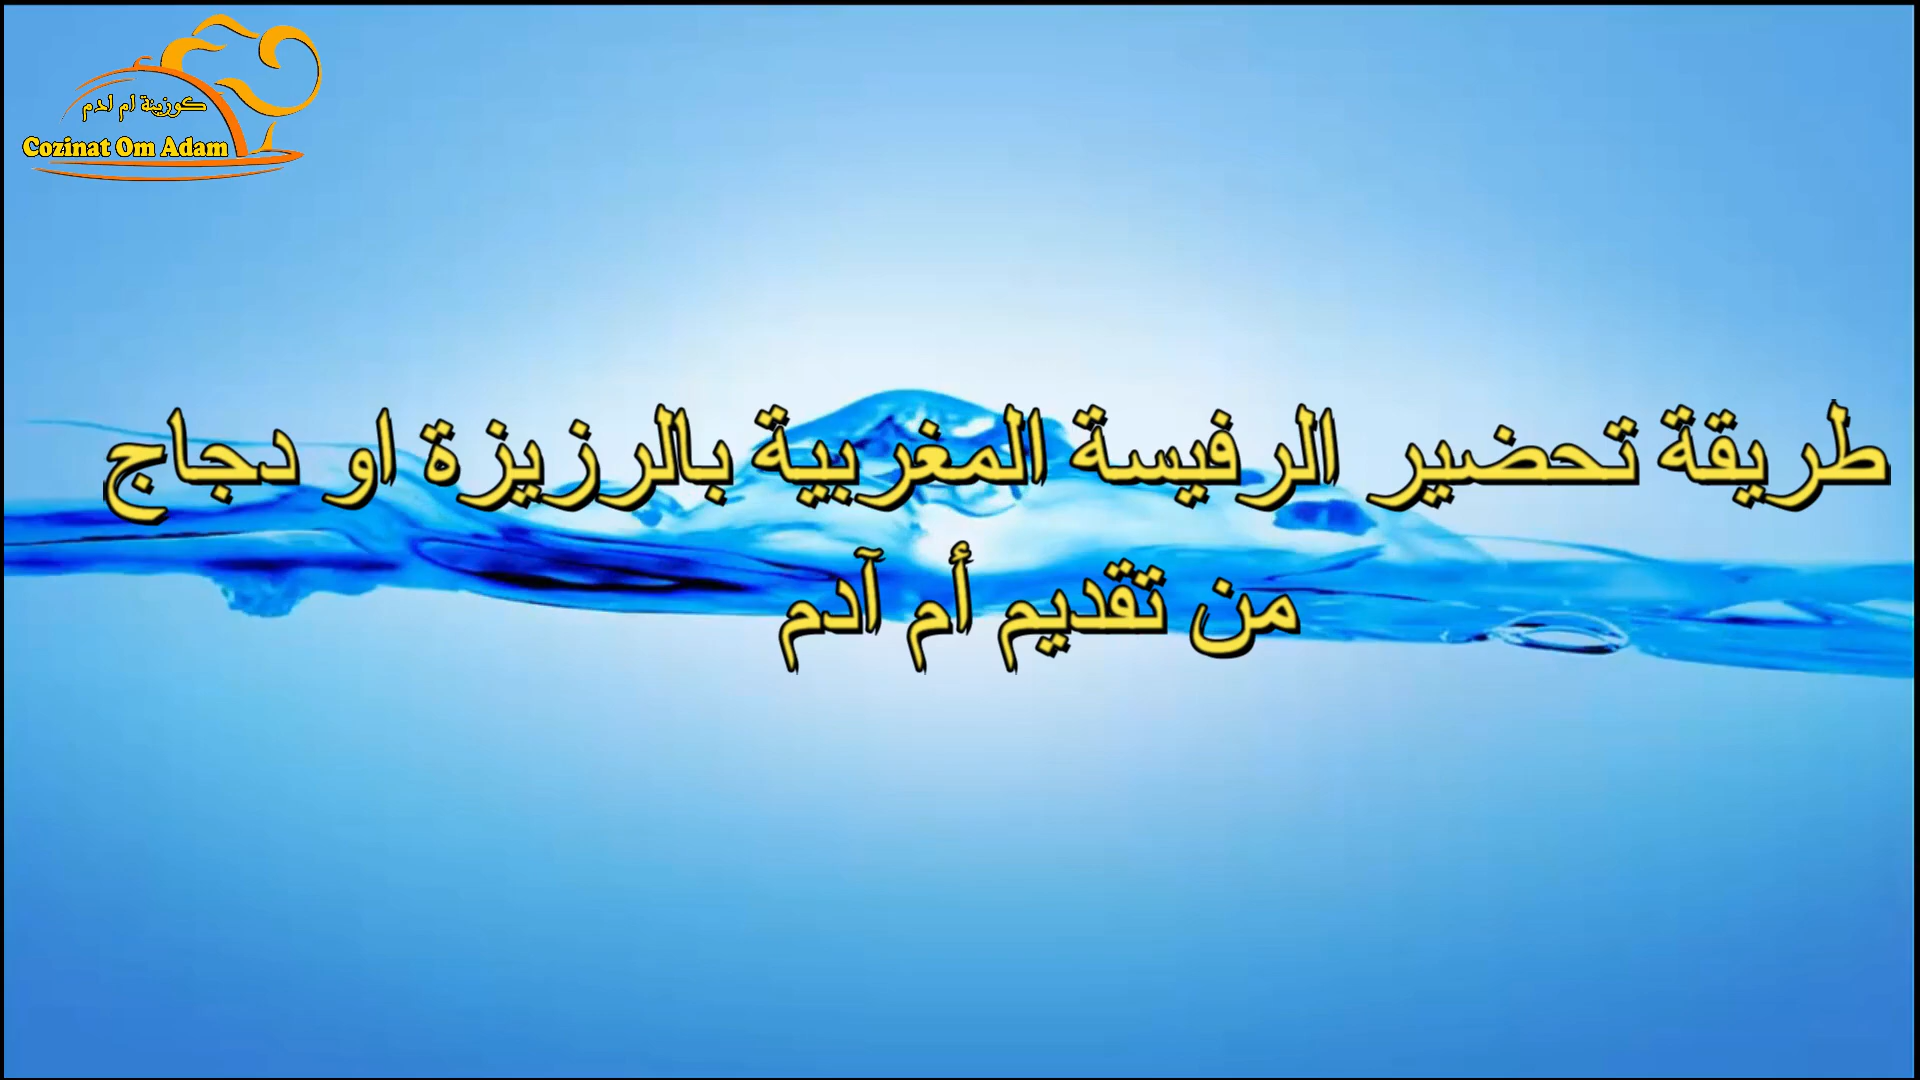 كوزينة ام ادم
Cozinat Om Adam
طريقة تحضير الرفيسة المغربية بالرزيزة او دجاج
من تقديم أم آدم